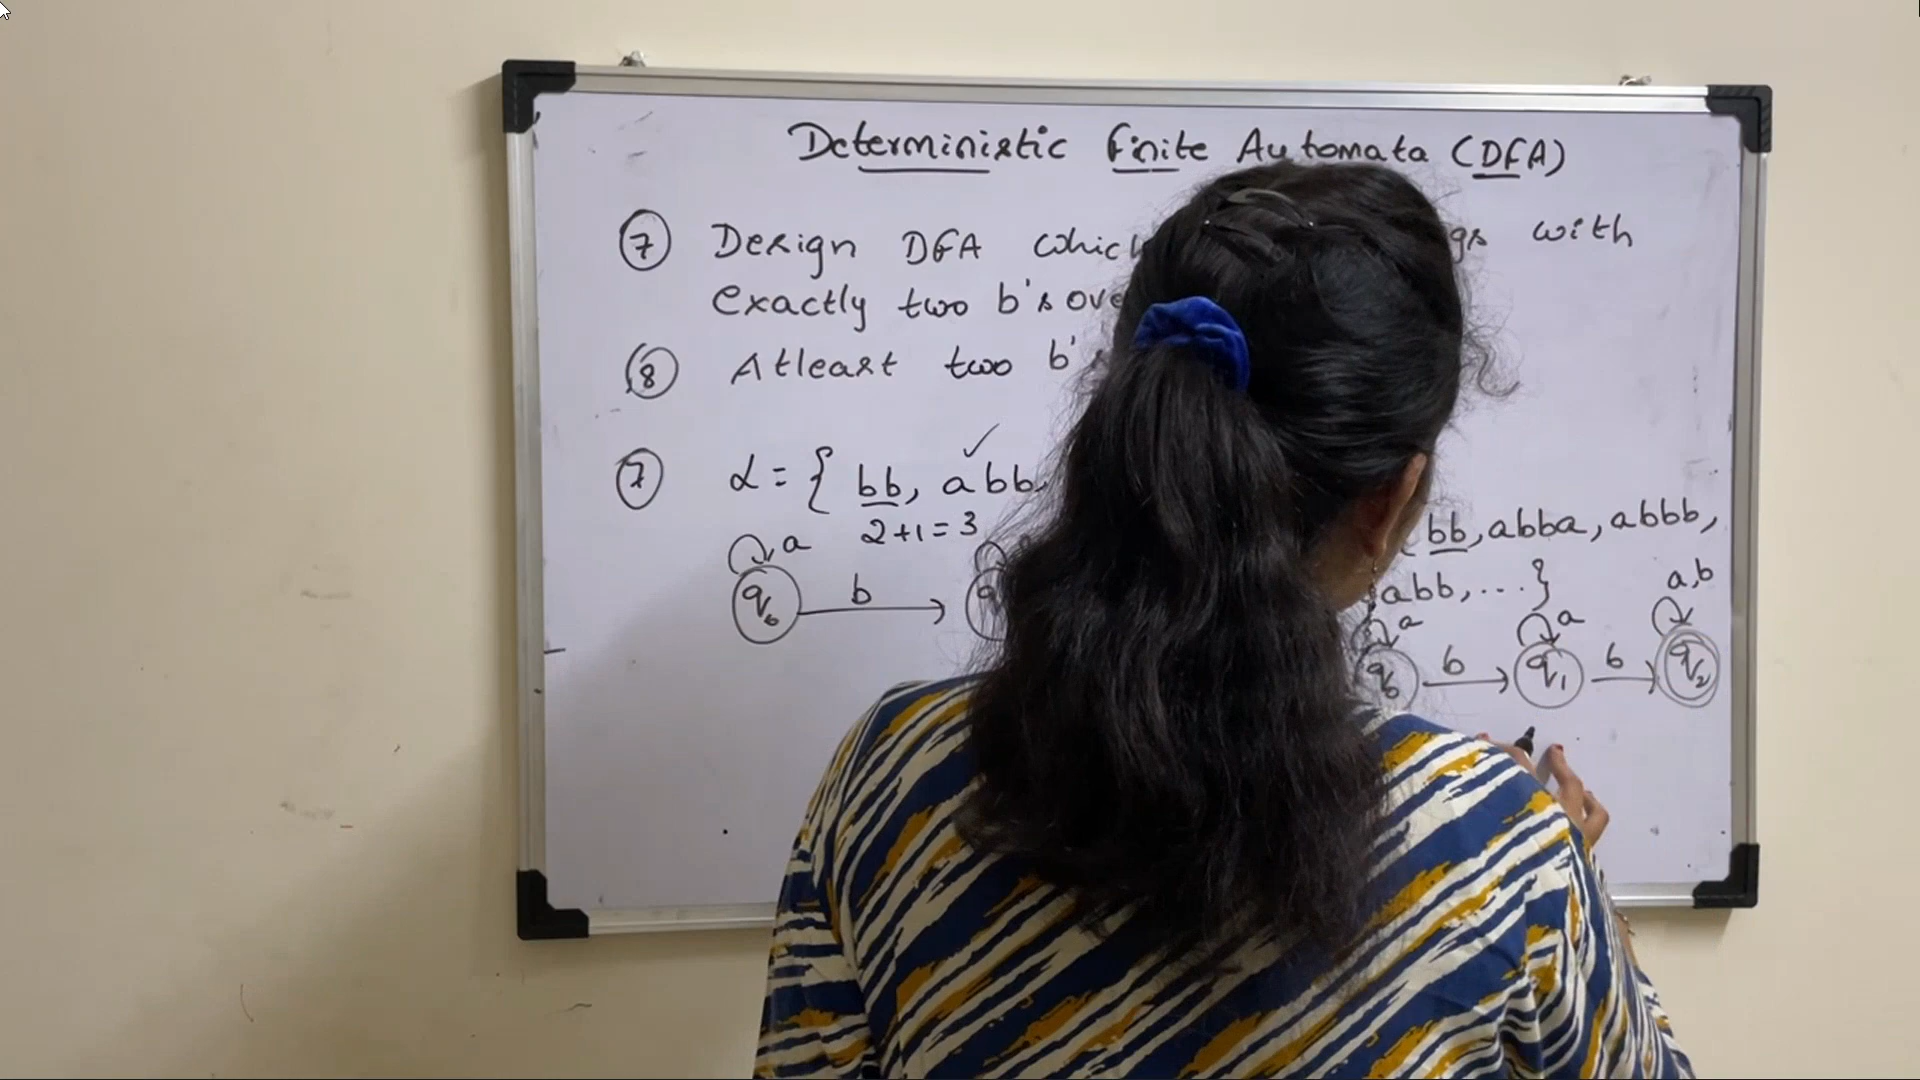 Deterministic Finite Automata (DFA)
7 Design DFA which gs with
Exactly two b's ove
8 Atleast two b's
7 L = { bb, abb,
2+1=3
bb, abba, abbb,
abb, ...}
a
q0 b
a a a,b
q0 b q1 b q2